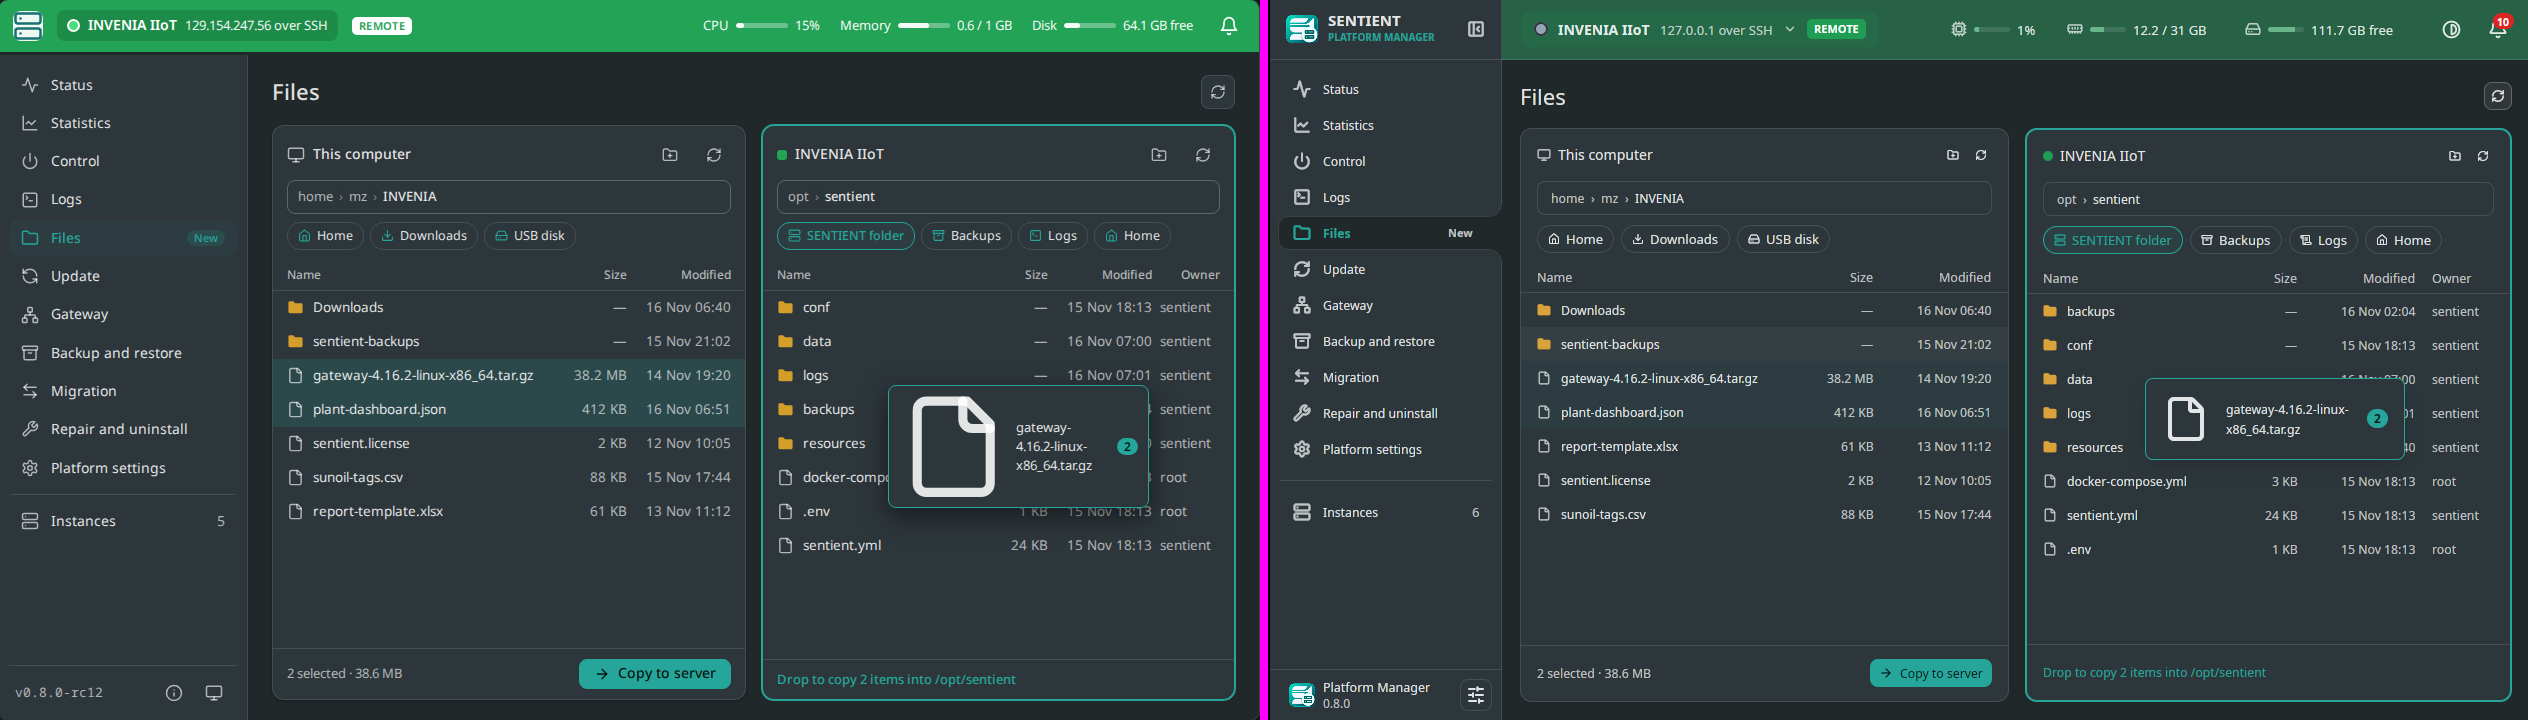 INVENIA IIoT 129.154.247.56 over SSH REMOTE CPU 15% Memory 0.6 / 1 GB Disk 64.1 GB free
Status
Statistics
Control
Logs
Files New
Update
Gateway
Backup and restore
Migration
Repair and uninstall
Platform settings
Instances 5
v0.8.0-rc12
Files
This computer
home › mz › INVENIA
Home Downloads USB disk
Name Size Modified
Downloads — 16 Nov 06:40
sentient-backups — 15 Nov 21:02
gateway-4.16.2-linux-x86_64.tar.gz 38.2 MB 14 Nov 19:20
plant-dashboard.json 412 KB 16 Nov 06:51
sentient.license 2 KB 12 Nov 10:05
sunoil-tags.csv 88 KB 15 Nov 17:44
report-template.xlsx 61 KB 13 Nov 11:12
2 selected · 38.6 MB Copy to server
INVENIA IIoT
opt › sentient
SENTIENT folder Backups Logs Home
Name Size Modified Owner
conf — 15 Nov 18:13 sentient
data — 16 Nov 07:00 sentient
logs — 16 Nov 07:01 sentient
backups sentient
resources sentient
docker-comp root
.env 1 KB 15 Nov 18:13 root
sentient.yml 24 KB 15 Nov 18:13 sentient
gateway-
4.16.2-linux-
x86_64.tar.gz
2
Drop to copy 2 items into /opt/sentient
SENTIENT
PLATFORM MANAGER
INVENIA IIoT 127.0.0.1 over SSH REMOTE 1% 12.2 / 31 GB 111.7 GB free 10
Status
Statistics
Control
Logs
Files New
Update
Gateway
Backup and restore
Migration
Repair and uninstall
Platform settings
Instances 6
Platform Manager
0.8.0
Files
This computer
home › mz › INVENIA
Home Downloads USB disk
Name Size Modified
Downloads — 16 Nov 06:40
sentient-backups — 15 Nov 21:02
gateway-4.16.2-linux-x86_64.tar.gz 38.2 MB 14 Nov 19:20
plant-dashboard.json 412 KB 16 Nov 06:51
report-template.xlsx 61 KB 13 Nov 11:12
sentient.license 2 KB 12 Nov 10:05
sunoil-tags.csv 88 KB 15 Nov 17:44
2 selected · 38.6 MB Copy to server
INVENIA IIoT
opt › sentient
SENTIENT folder Backups Logs Home
Name Size Modified Owner
backups — 16 Nov 02:04 sentient
conf — 15 Nov 18:13 sentient
data 16 Nov 07:00 sentient
logs 01 sentient
resources 40 sentient
docker-compose.yml 3 KB 15 Nov 18:13 root
sentient.yml 24 KB 15 Nov 18:13 sentient
.env 1 KB 15 Nov 18:13 root
gateway-4.16.2-linux-
x86_64.tar.gz
2
Drop to copy 2 items into /opt/sentient